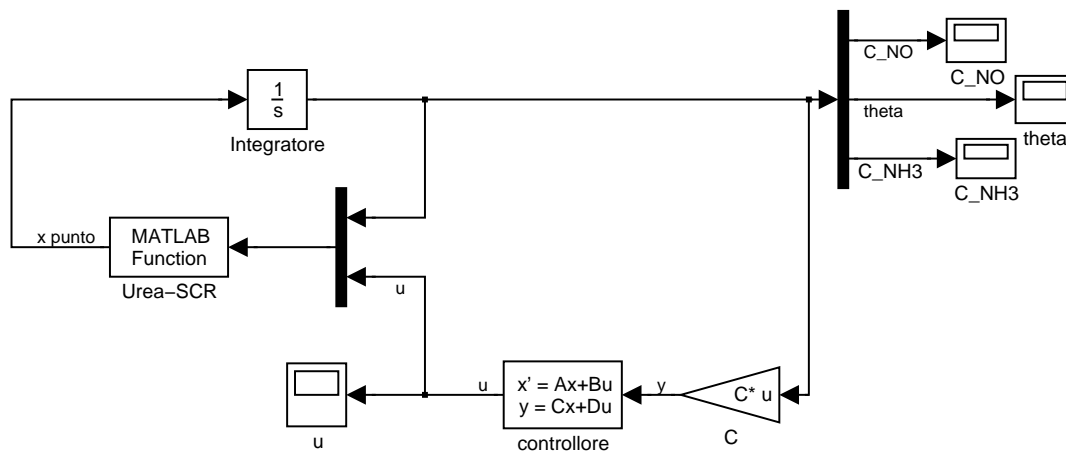 C_NO
C_NO
1
s
theta
theta
Integratore
C_NH3
C_NH3
x punto
MATLAB
Function
Urea−SCR
u
u
x' = Ax+Bu
y = Cx+Du
y
C* u
u
controllore
C